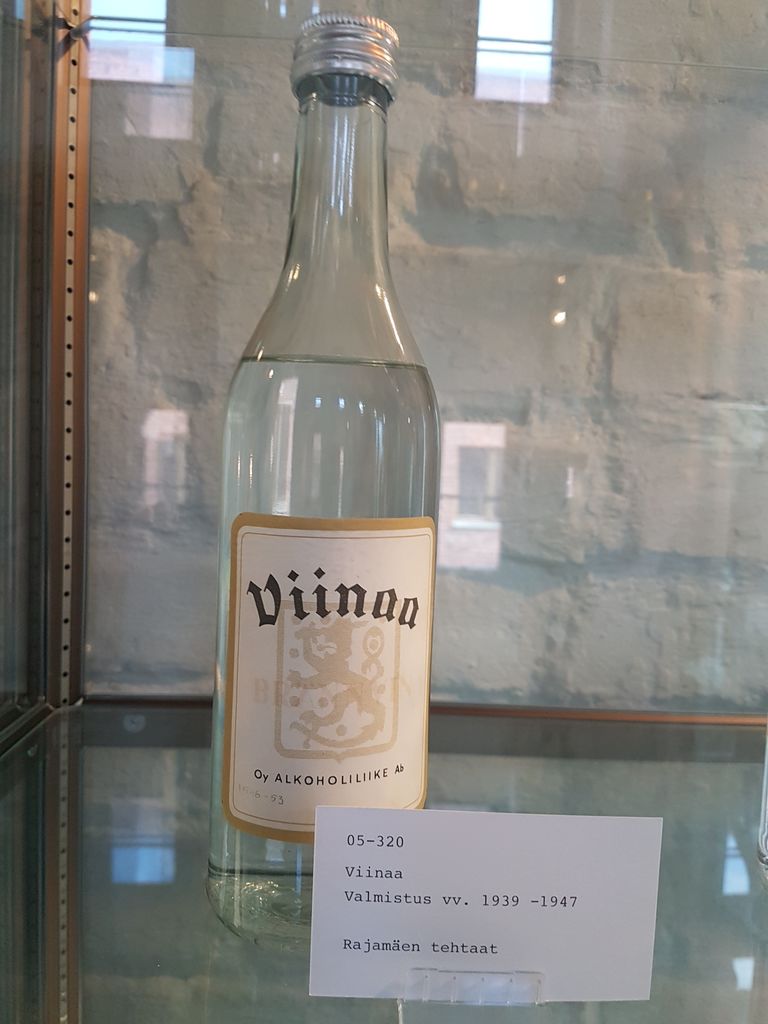 Viinaa
Oy ALKOHOLILIIKE Ab
05-320
Viinaa
Valmistus vv. 1939 -1947
Rajamäen tehtaat